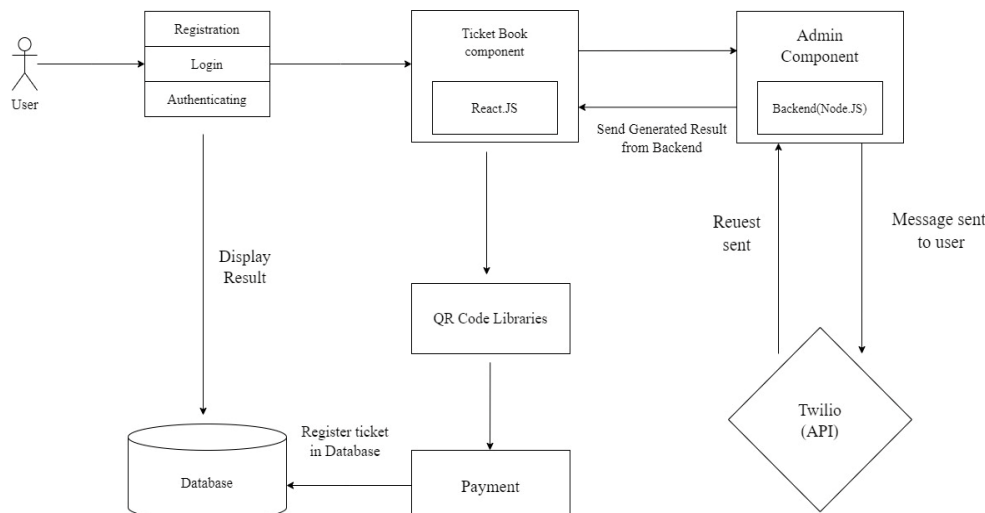 Registration
Login
Authenticating
User
Ticket Book
component
React.JS
Admin
Component
Backend(Node.JS)
Send Generated Result
from Backend
Reuest
sent
Message sent
to user
Display
Result
QR Code Libraries
Twilio
(API)
Register ticket
in Database
Database
Payment